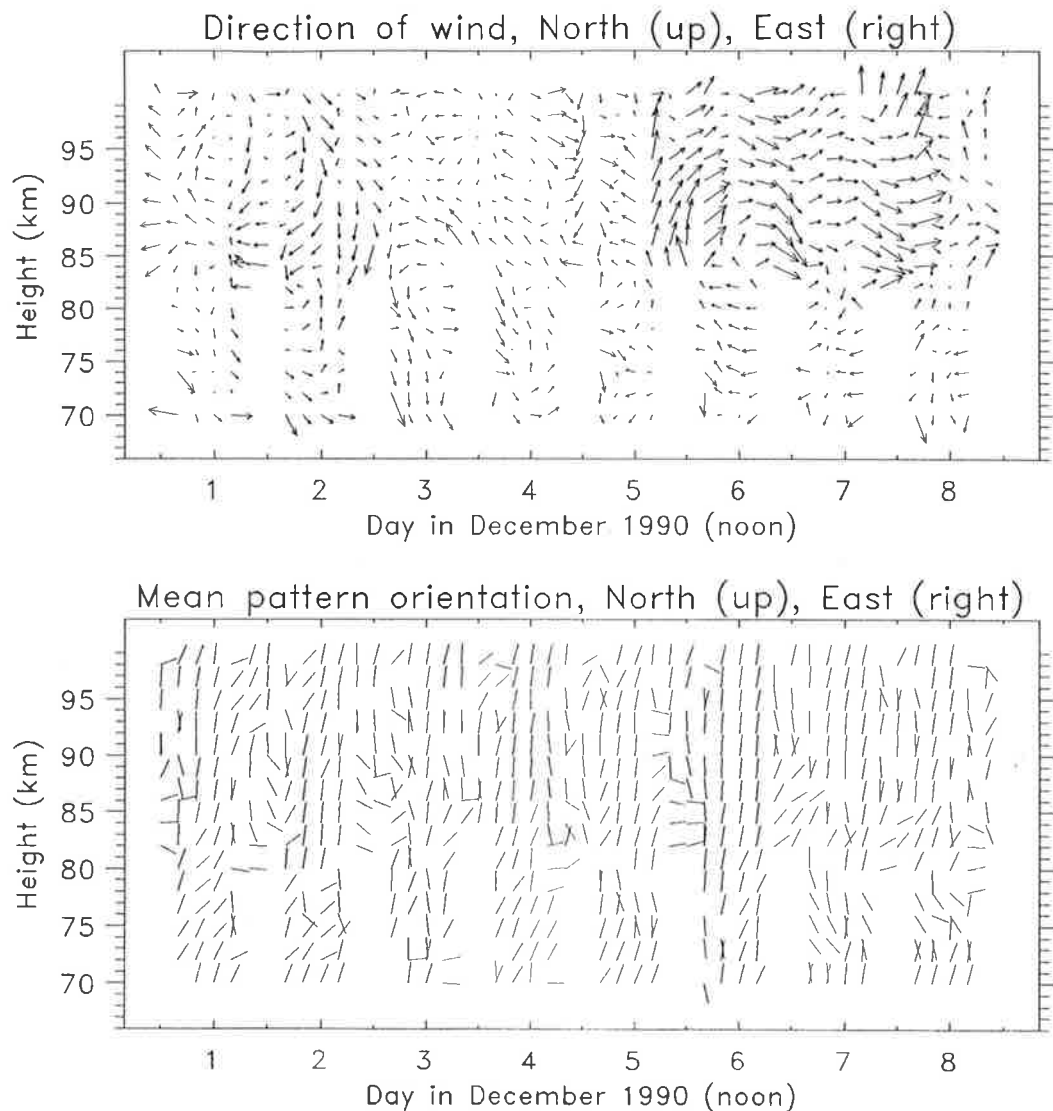 Direction of wind, North (up), East (right)
95
90
85
80
75
70
Height (km)
1 2 3 4 5 6 7 8
Day in December 1990 (noon)
Mean pattern orientation, North (up), East (right)
95
90
85
80
75
70
Height (km)
1 2 3 4 5 6 7 8
Day in December 1990 (noon)